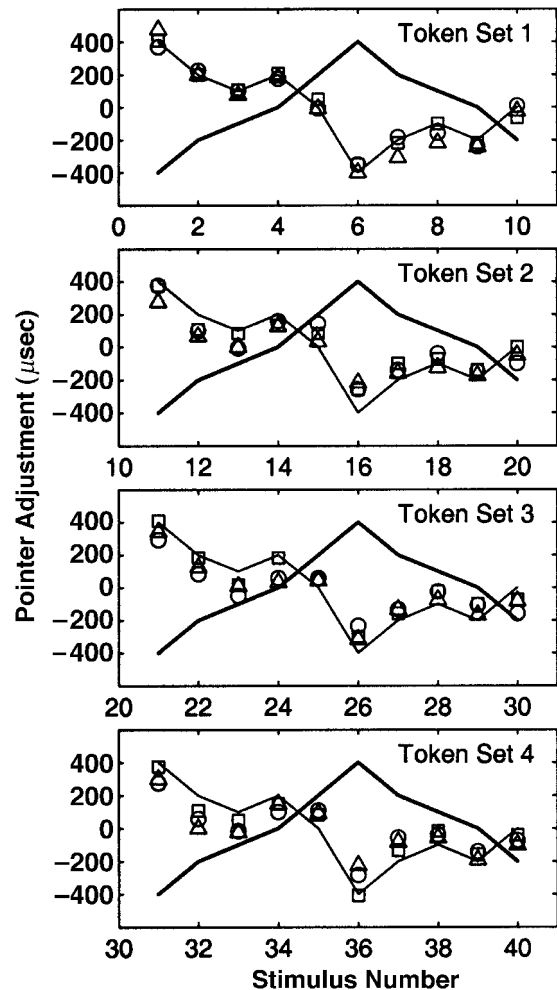 Token Set 1
400
200
0
−200
−400
0 2 4 6 8 10
Token Set 2
400
200
0
−200
−400
10 12 14 16 18 20
Token Set 3
400
200
0
−200
−400
20 22 24 26 28 30
Token Set 4
400
200
0
−200
−400
30 32 34 36 38 40
Stimulus Number
Pointer Adjustment (μsec)